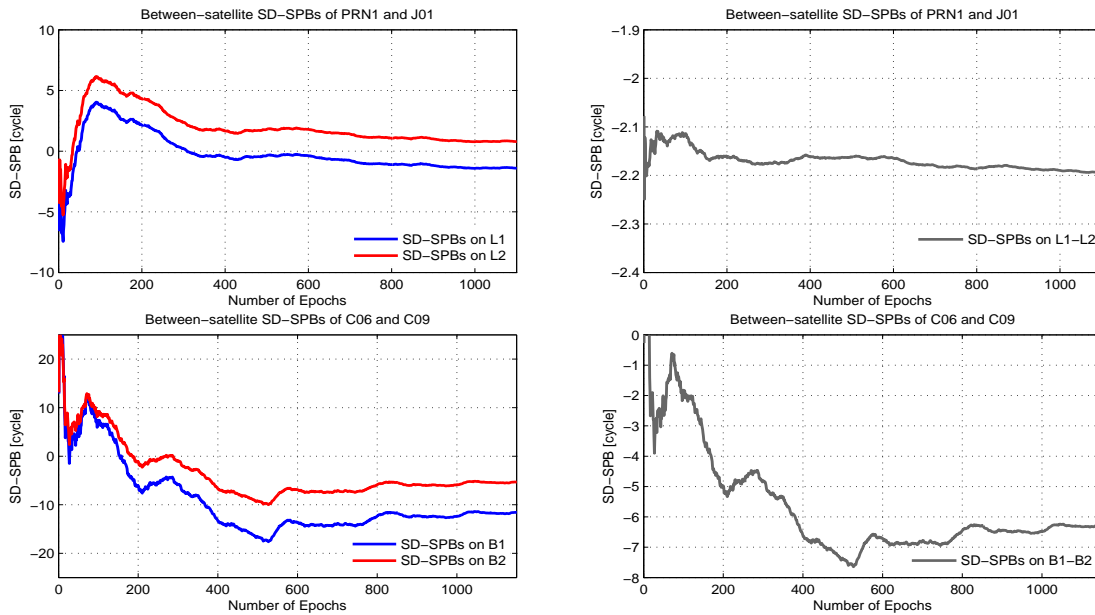 Between−satellite SD−SPBs of PRN1 and J01
10
5
0
−5
−10
SD−SPB [cycle]
SD−SPBs on L1
SD−SPBs on L2
0 200 400 600 800 1000
Number of Epochs
Between−satellite SD−SPBs of PRN1 and J01
−1.9
−2
−2.1
−2.2
−2.3
−2.4
SD−SPB [cycle]
SD−SPBs on L1−L2
0 200 400 600 800 1000
Number of Epochs
Between−satellite SD−SPBs of C06 and C09
20
10
0
−10
−20
SD−SPB [cycle]
SD−SPBs on B1
SD−SPBs on B2
0 200 400 600 800 1000
Number of Epochs
Between−satellite SD−SPBs of C06 and C09
0
−1
−2
−3
−4
−5
−6
−7
−8
SD−SPB [cycle]
SD−SPBs on B1−B2
0 200 400 600 800 1000
Number of Epochs